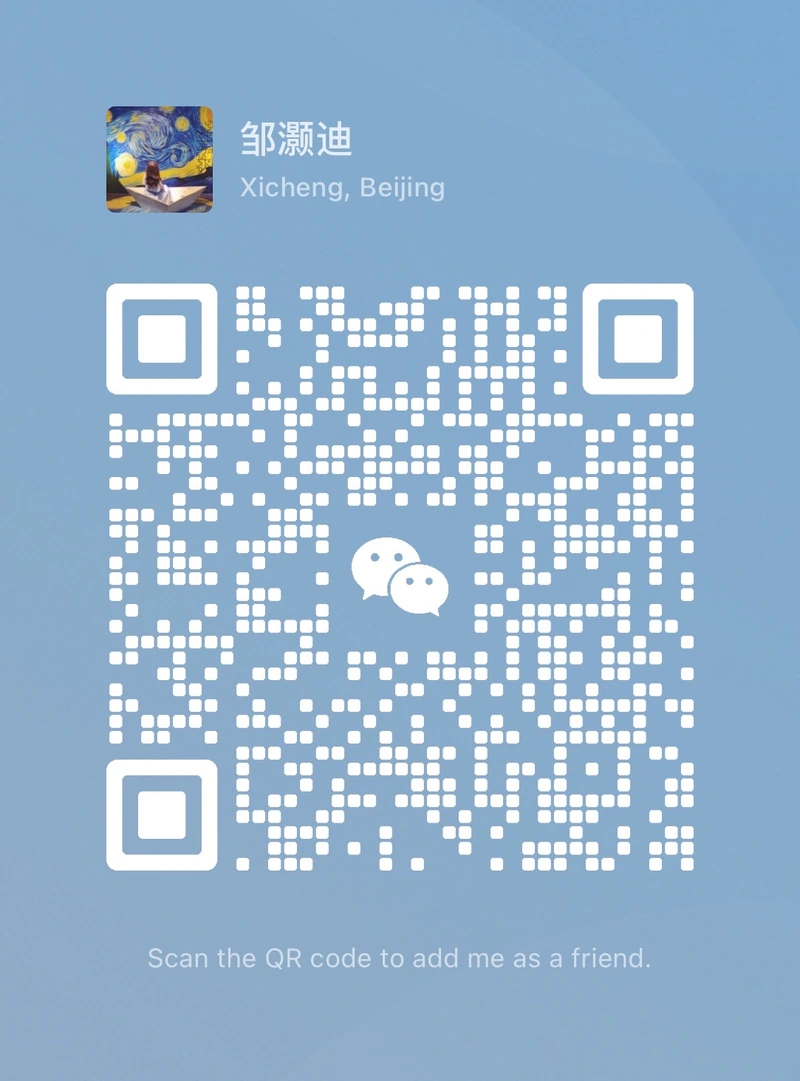 邹灏迪
Xicheng, Beijing
Scan the QR code to add me as a friend.